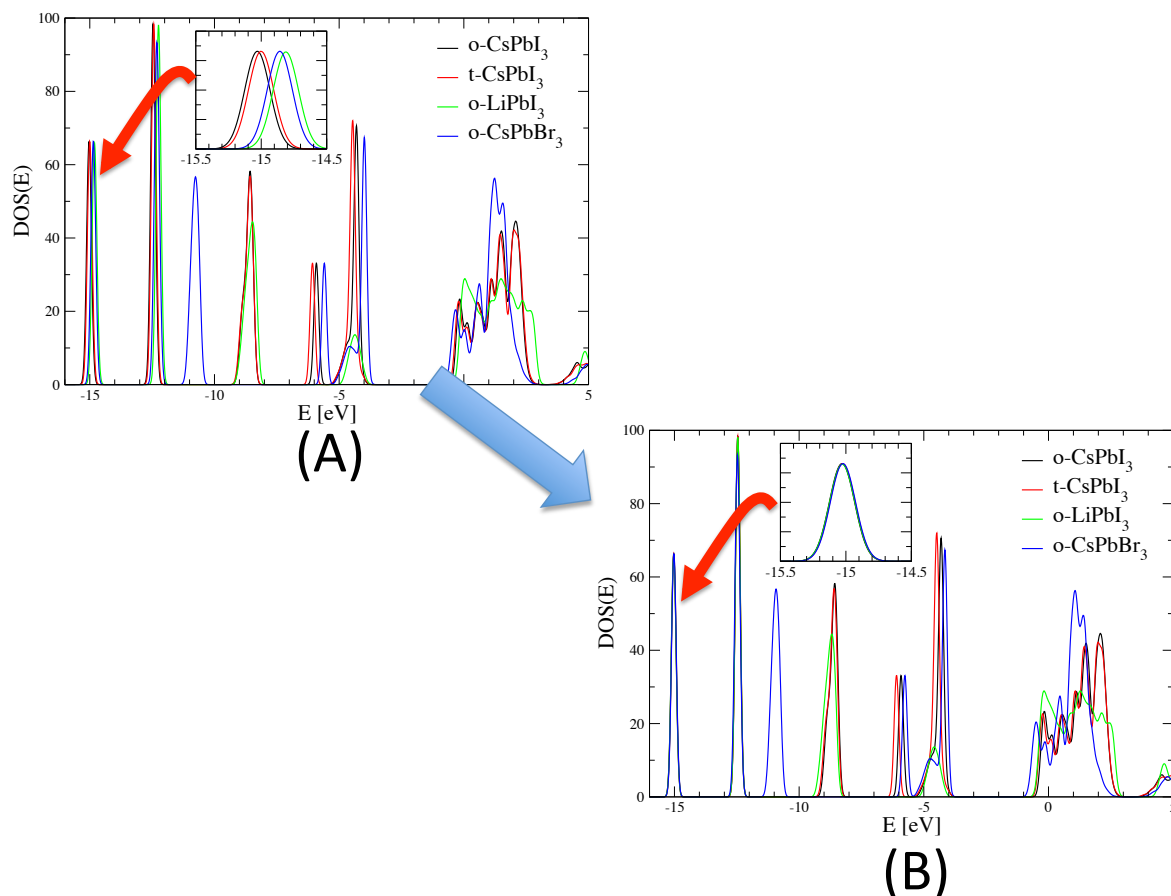 100
80
60
40
20
0
DOS(E)
o-CsPbI3
t-CsPbI3
o-LiPbI3
o-CsPbBr3
-15.5 -15 -14.5
-15 -10 -5 0 5
E [eV]
(A)
100
80
60
40
20
0
DOS(E)
o-CsPbI3
t-CsPbI3
o-LiPbI3
o-CsPbBr3
-15.5 -15 -14.5
-15 -10 -5 0
E [eV]
(B)